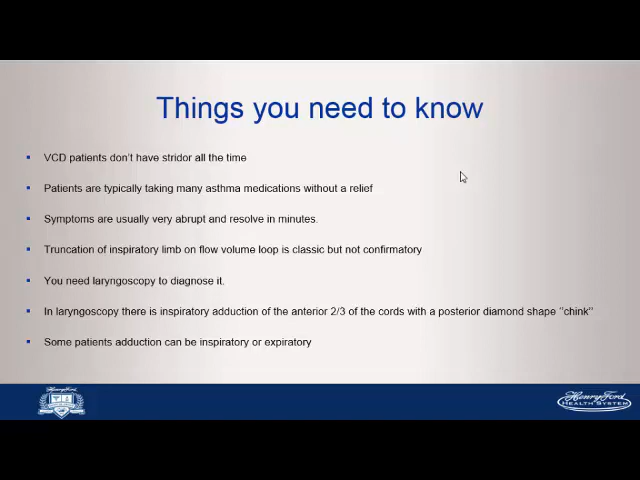 Things you need to know
VCD patients don't have stridor all the time
Patients are typically taking many asthma medications without a relief
Symptoms are usually very abrupt and resolve in minutes.
Truncation of inspiratory limb on flow volume loop is classic but not confirmatory
You need laryngoscopy to diagnose it.
In laryngoscopy there is inspiratory adduction of the anterior 2/3 of the cords with a posterior diamond shape "chink"
Some patients adduction can be inspiratory or expiratory
Henry Ford
Henry Ford
HEALTH SYSTEM